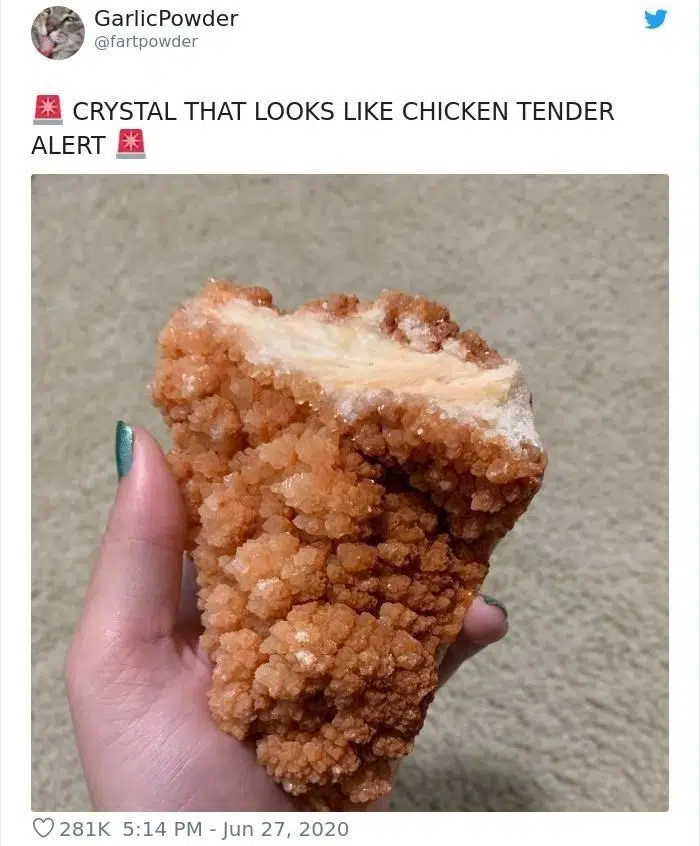 GarlicPowder
@fartpowder
🚨 CRYSTAL THAT LOOKS LIKE CHICKEN TENDER
ALERT 🚨
281K 5:14 PM - Jun 27, 2020